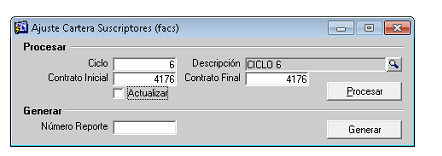 Ajuste Cartera Suscriptores (facs)
Procesar
Ciclo 6 Descripción CICLO 6
Contrato Inicial 4176 Contrato Final 4176
Actualizar Procesar
Generar
Número Reporte Generar